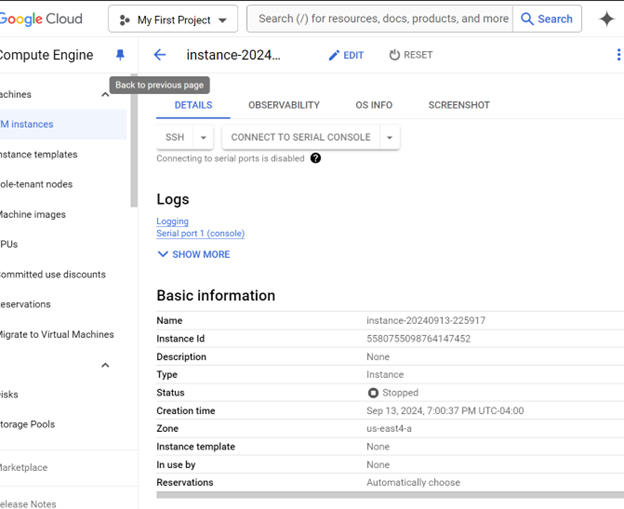 Google Cloud
My First Project
Search (/) for resources, docs, products, and more
Search
Compute Engine
instance-2024...
EDIT
RESET
Back to previous page
achines
DETAILS
OBSERVABILITY
OS INFO
SCREENSHOT
M instances
SSH
CONNECT TO SERIAL CONSOLE
nstance templates
Connecting to serial ports is disabled ?
ole-tenant nodes
Machine images
PUs
ommitted use discounts
eservations
Migrate to Virtual Machines
isks
torage Pools
arketplace
elease Notes
Logs
Logging
Serial port 1 (console)
SHOW MORE
Basic information
Name instance-20240913-225917
Instance Id 5580755098764147452
Description None
Type Instance
Status Stopped
Creation time Sep 13, 2024, 7:00:37 PM UTC-04:00
Zone us-east4-a
Instance template None
In use by None
Reservations Automatically choose